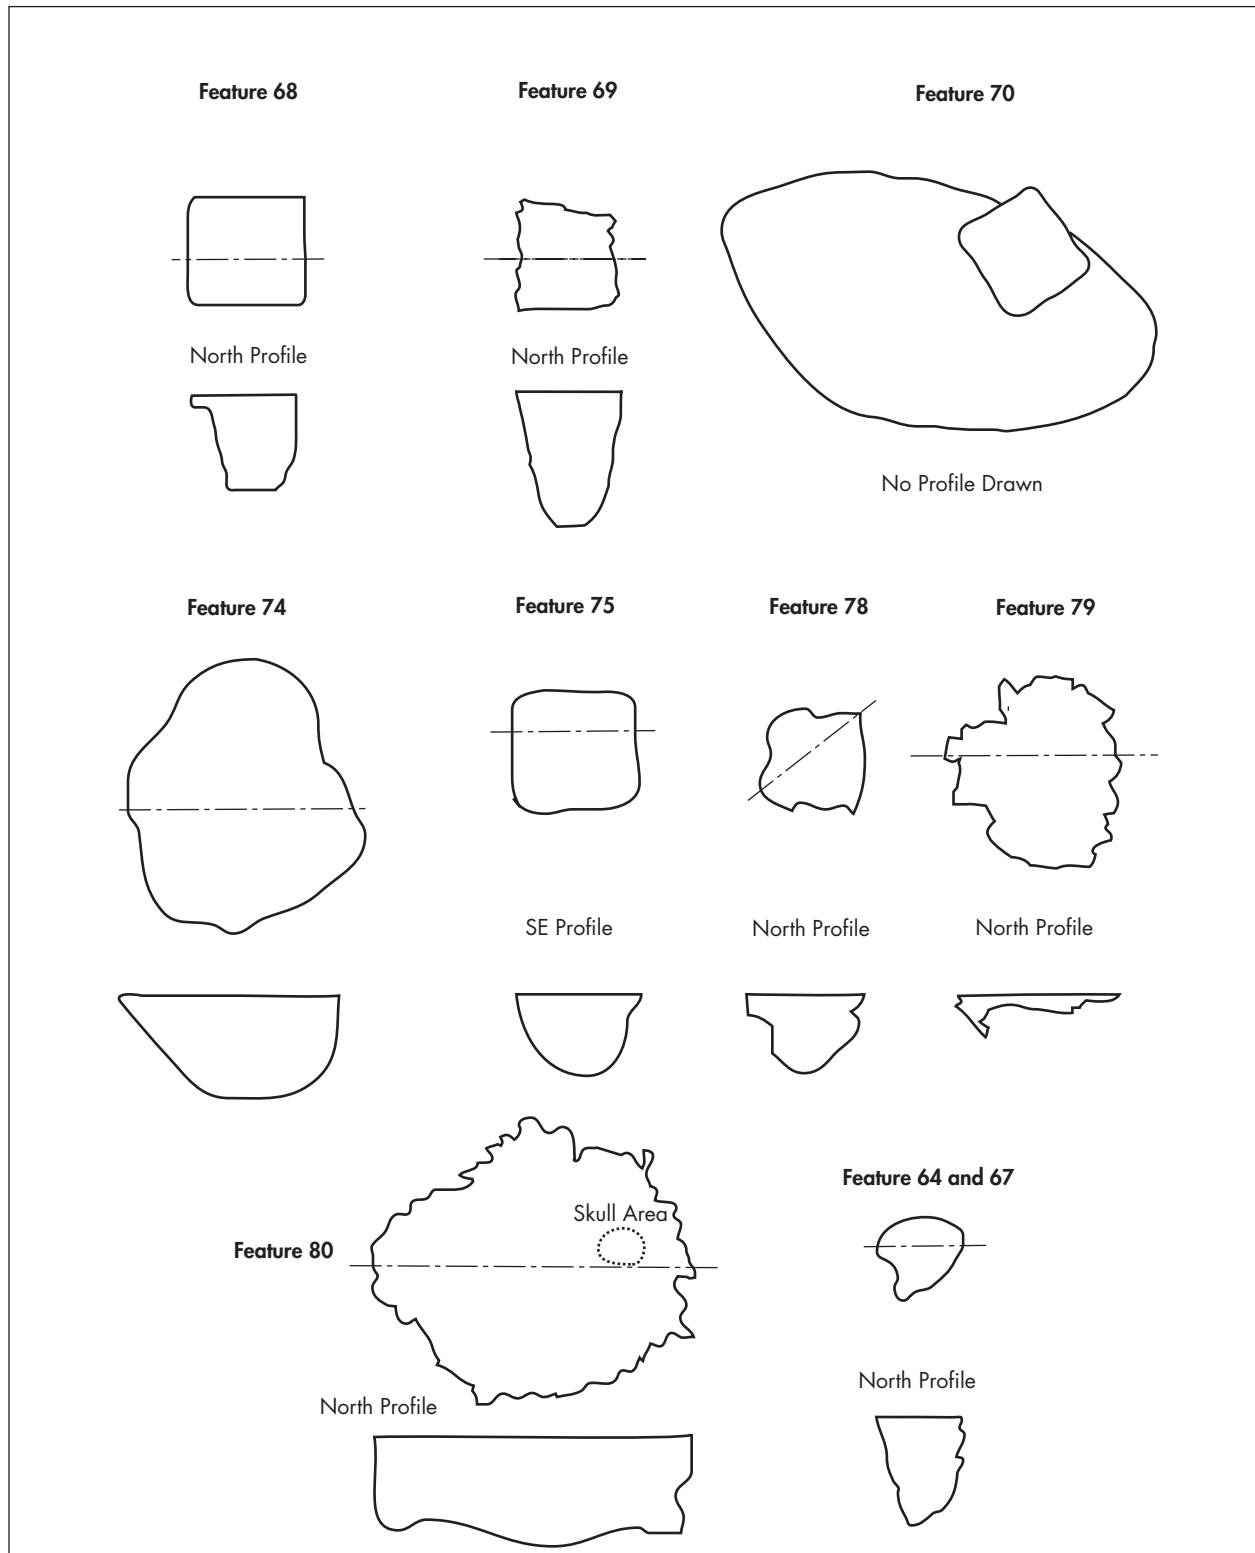 Feature 68
Feature 69
Feature 70
North Profile
North Profile
No Profile Drawn
Feature 74
Feature 75
Feature 78
Feature 79
SE Profile
North Profile
North Profile
Skull Area
Feature 80
Feature 64 and 67
North Profile
North Profile